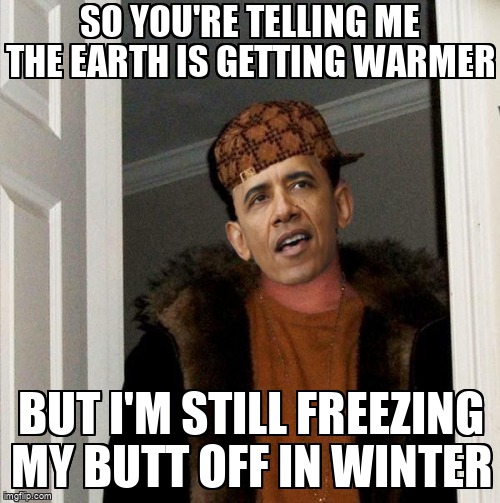 SO YOU'RE TELLING ME
THE EARTH IS GETTING WARMER
BUT I'M STILL FREEZING
MY BUTT OFF IN WINTER
imgflip.com